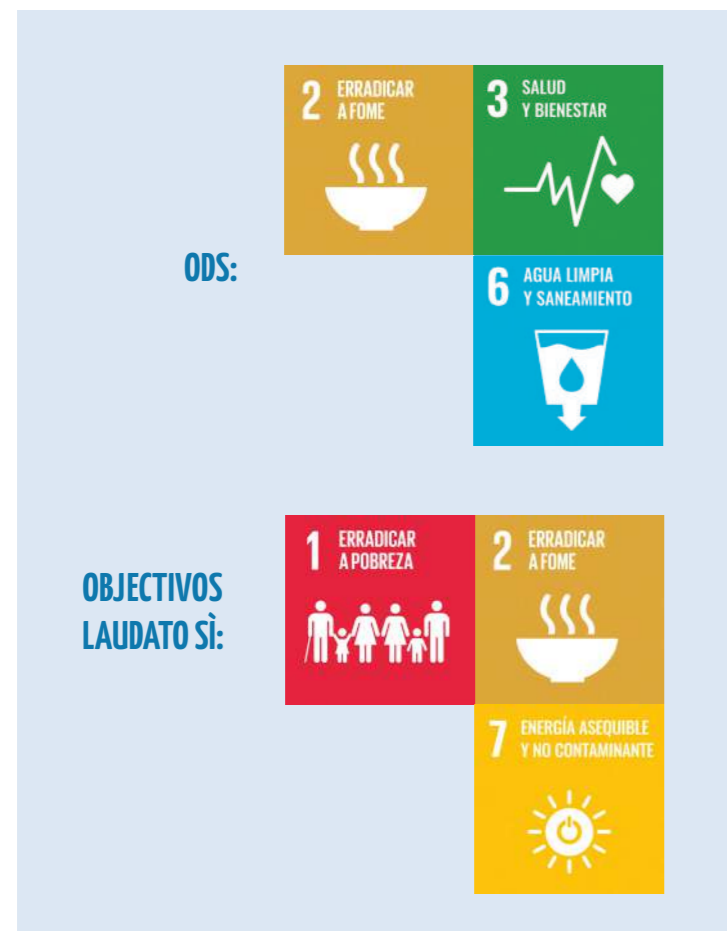 ODS:
2 ERRADICAR
A FOME
3 SALUD
Y BIENESTAR
6 AGUA LIMPIA
Y SANEAMIENTO
OBJECTIVOS
LAUDATO SÌ:
1 ERRADICAR
A POBREZA
2 ERRADICAR
A FOME
7 ENERGÍA ASEQUIBLE
Y NO CONTAMINANTE